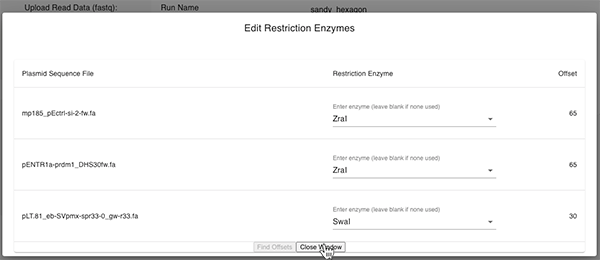 Upload Read Data (fastq): Run Name sandy_hexagon
Edit Restriction Enzymes
Plasmid Sequence File Restriction Enzyme Offset
Enter enzyme (leave blank if none used)
mp185_pEctrl-si-2-fw.fa ZraI 65
Enter enzyme (leave blank if none used)
pENTR1a-prdm1_DHS30fw.fa ZraI 65
Enter enzyme (leave blank if none used)
pLT.81_eb-SVpmx-spr33-0_gw-r33.fa SwaI 30
Find Offsets Close Window